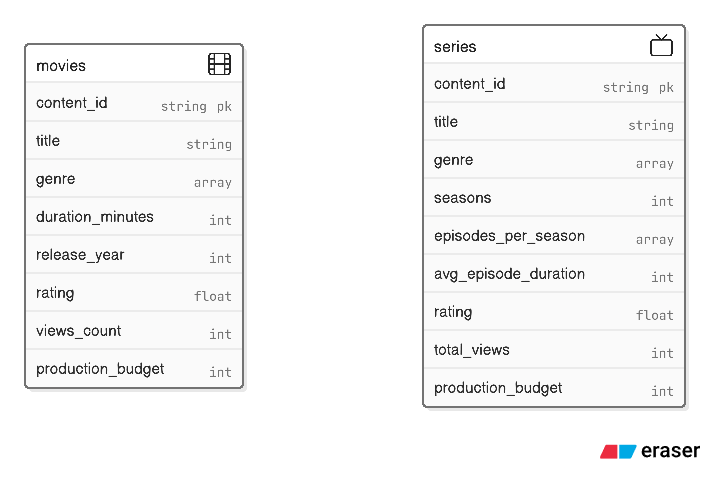 movies
content_id string pk
title string
genre array
duration_minutes int
release_year int
rating float
views_count int
production_budget int
series
content_id string pk
title string
genre array
seasons int
episodes_per_season array
avg_episode_duration int
rating float
total_views int
production_budget int
eraser